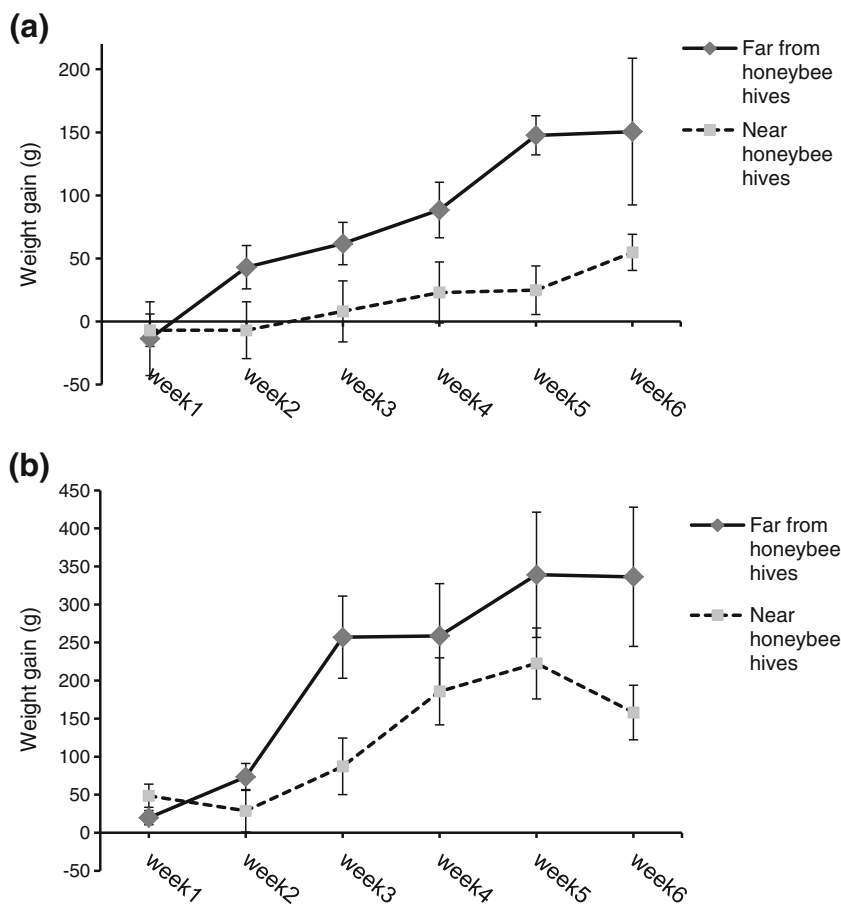 (a)
200
150
100
50
0
-50
Weight gain (g)
week1
week2
week3
week4
week5
week6
Far from
honeybee
hives
Near
honeybee
hives
(b)
450
400
350
300
250
200
150
100
50
0
-50
Weight gain (g)
week1
week2
week3
week4
week5
week6
Far from
honeybee
hives
Near
honeybee
hives